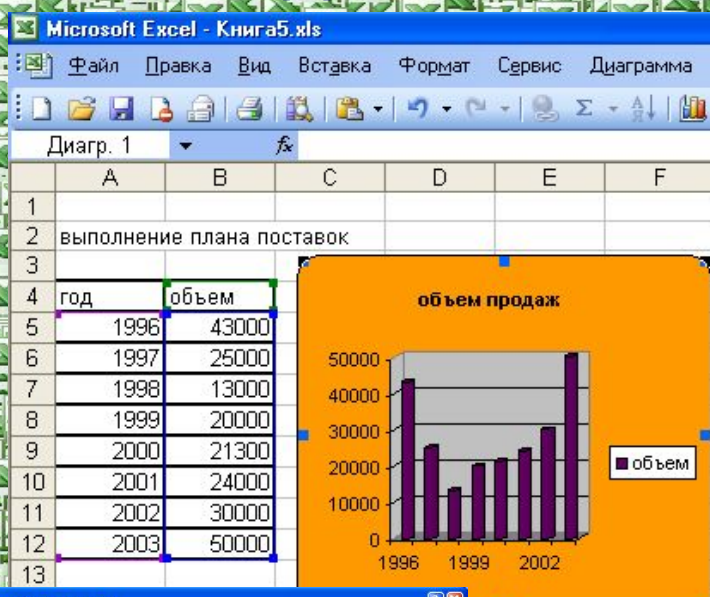 Microsoft Excel - Книга5.xls
Файл Правка Вид Вставка Формат Сервис Диаграмма
Диагр. 1 fx
A B C D E F
1
2 выполнение плана поставок
3
4 год объем
5 1996 43000
6 1997 25000
7 1998 13000
8 1999 20000
9 2000 21300
10 2001 24000
11 2002 30000
12 2003 50000
13
объем продаж
50000
40000
30000
20000
10000
0
1996 1999 2002
объем